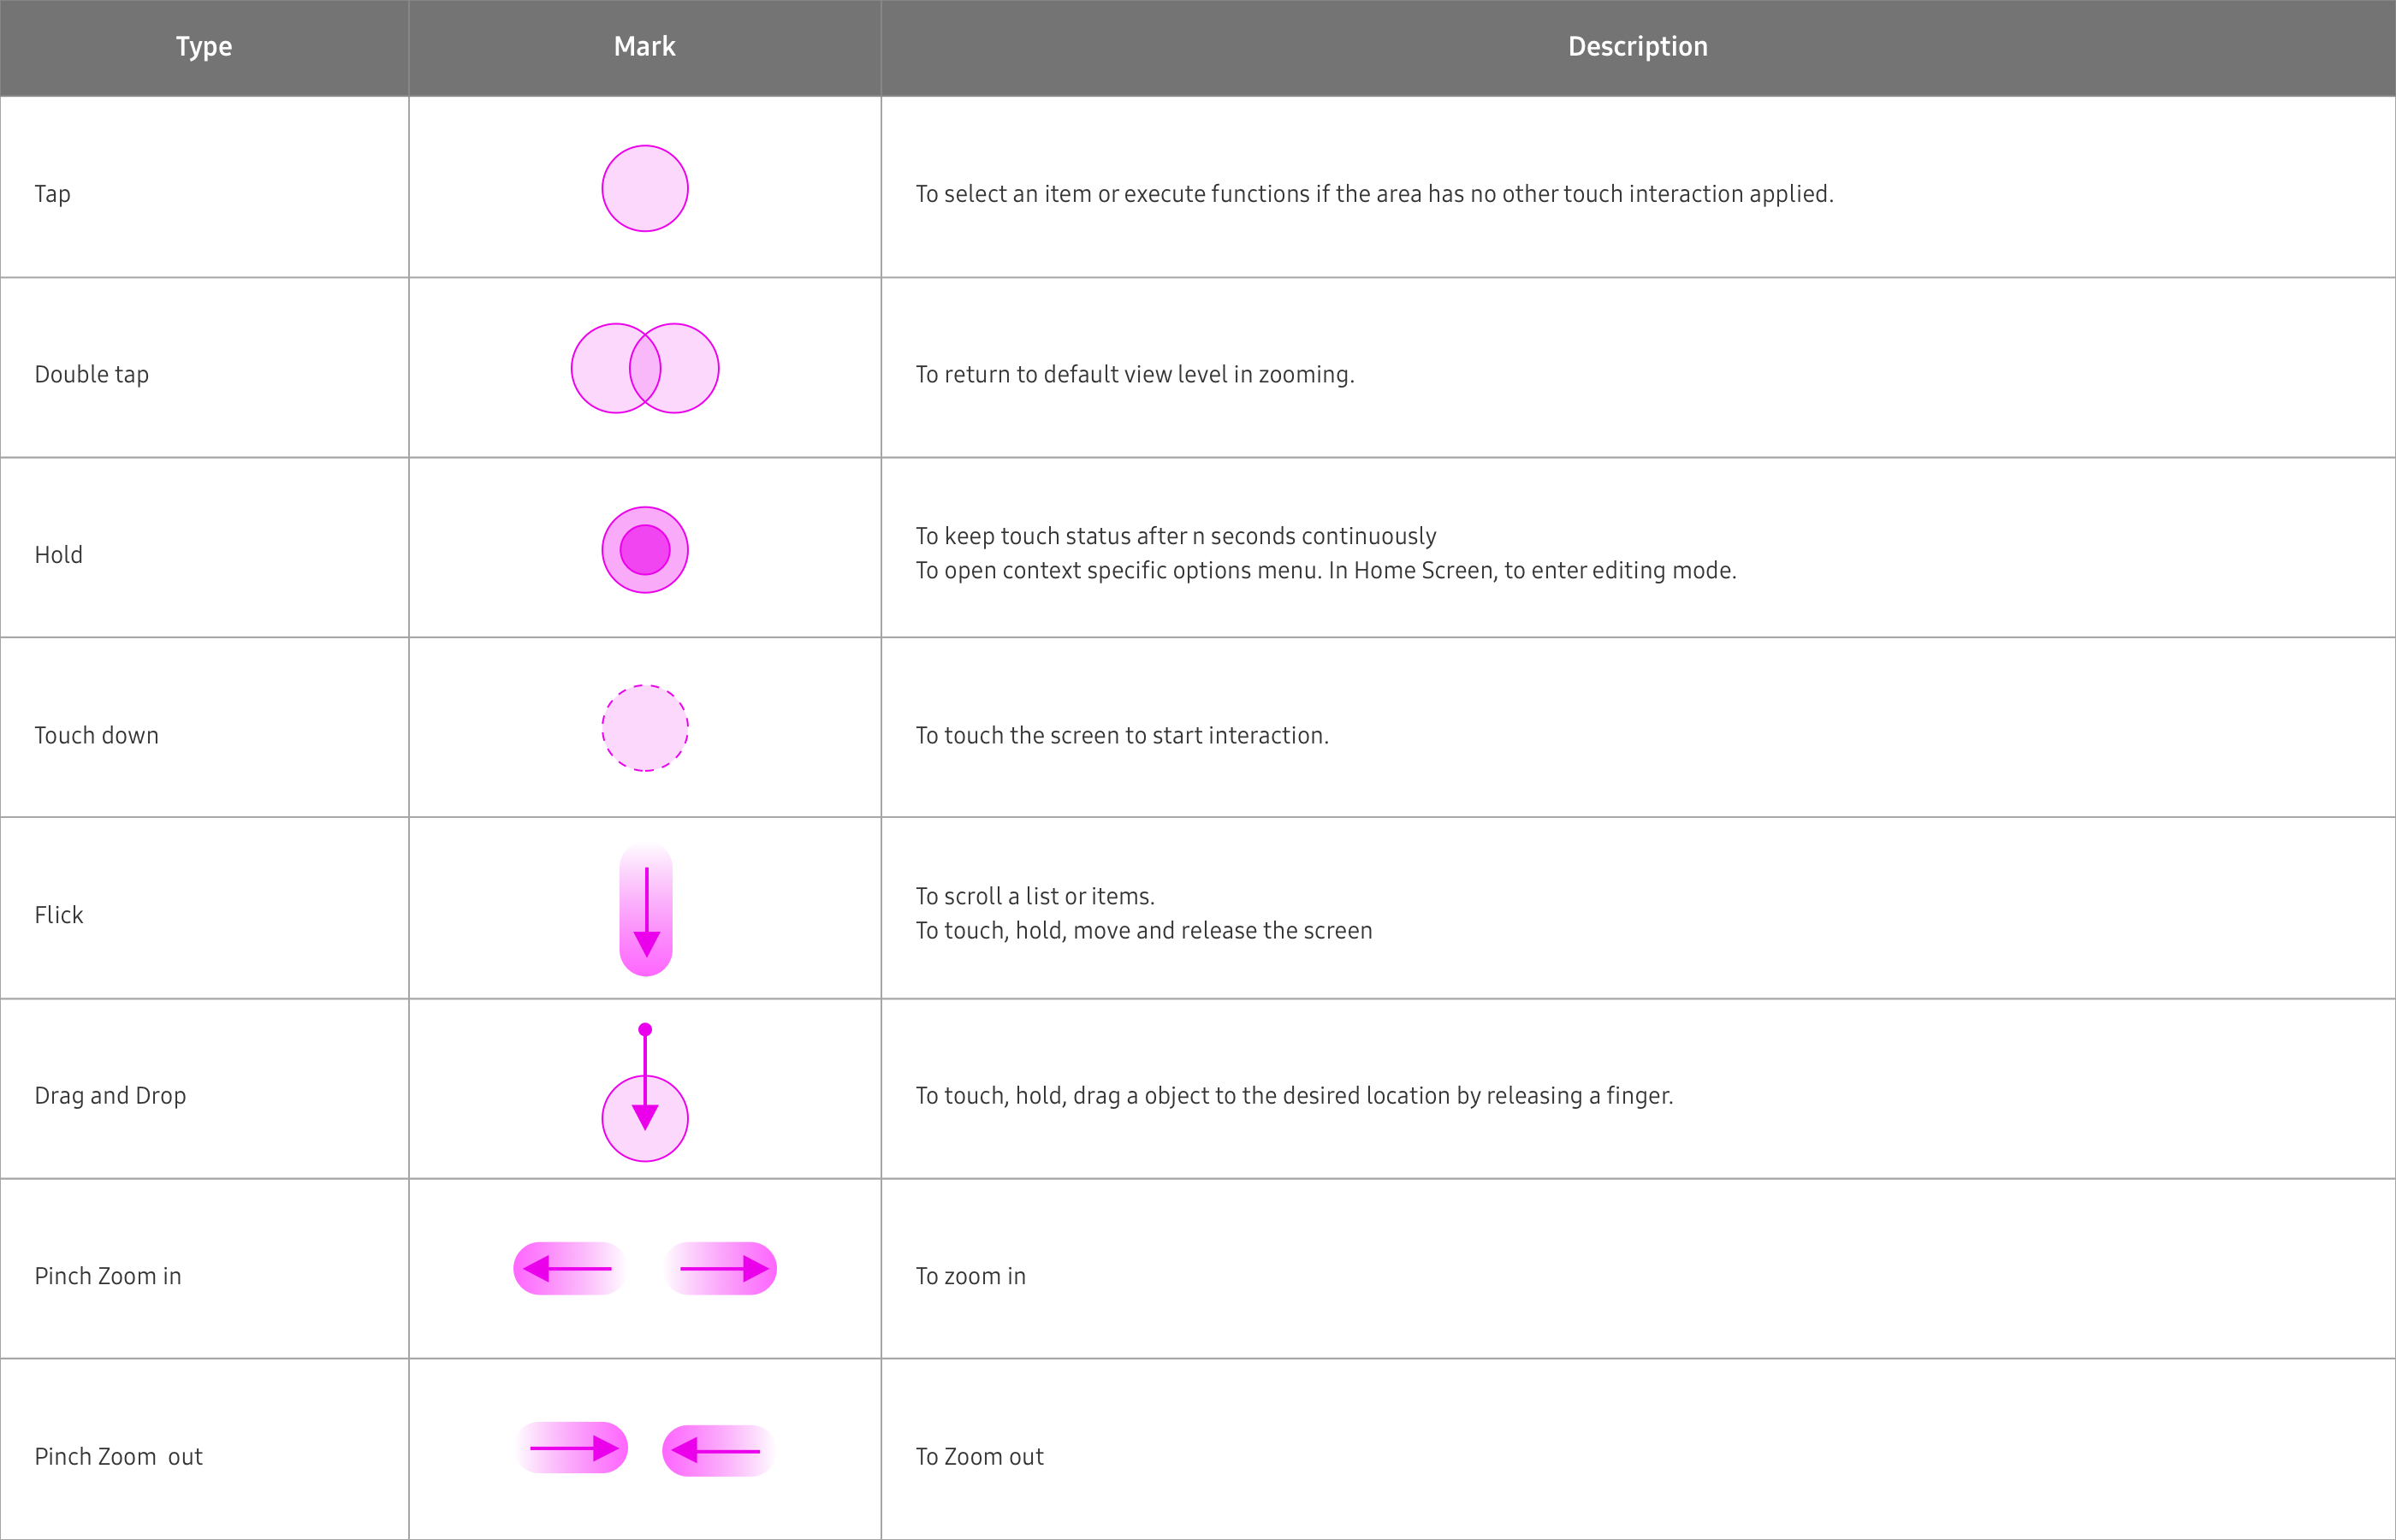 Type Mark Description
Tap To select an item or execute functions if the area has no other touch interaction applied.
Double tap To return to default view level in zooming.
Hold To keep touch status after n seconds continuously
To open context specific options menu. In Home Screen, to enter editing mode.
Touch down To touch the screen to start interaction.
Flick To scroll a list or items.
To touch, hold, move and release the screen
Drag and Drop To touch, hold, drag a object to the desired location by releasing a finger.
Pinch Zoom in To zoom in
Pinch Zoom  out To Zoom out